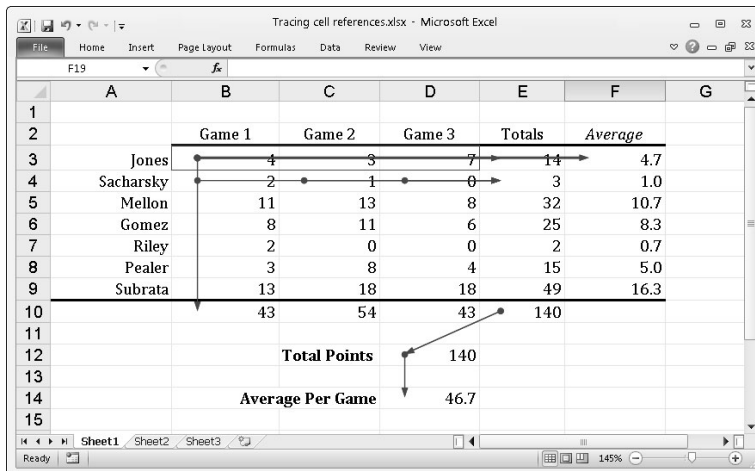 Tracing cell references.xlsx - Microsoft Excel
File Home Insert Page Layout Formulas Data Review View
F19 fx
A B C D E F G
1
2 Game 1 Game 2 Game 3 Totals Average
3 Jones 4 3 7 14 4.7
4 Sacharsky 2 1 0 3 1.0
5 Mellon 11 13 8 32 10.7
6 Gomez 8 11 6 25 8.3
7 Riley 2 0 0 2 0.7
8 Pealer 3 8 4 15 5.0
9 Subrata 13 18 18 49 16.3
10 43 54 43 140
11
12 Total Points 140
13
14 Average Per Game 46.7
15
Sheet1 Sheet2 Sheet3
Ready 145%